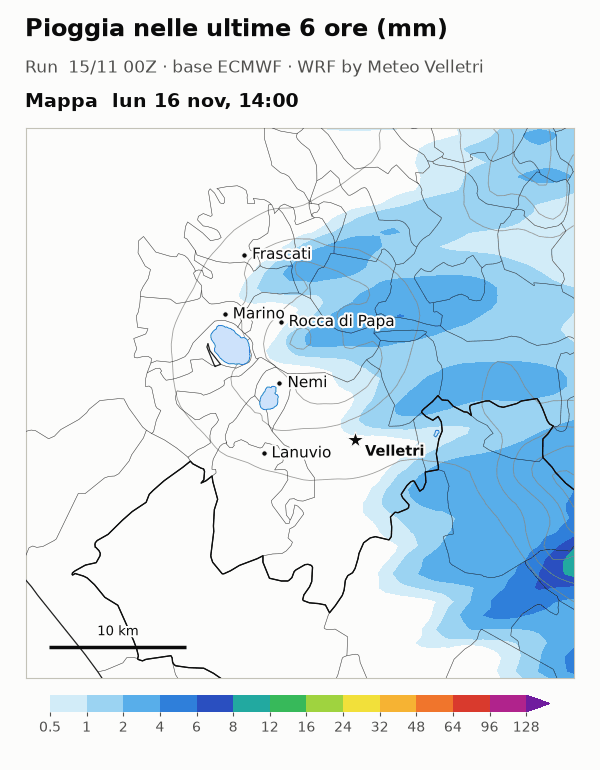 Pioggia nelle ultime 6 ore (mm)
Run  15/11 00Z · base ECMWF · WRF by Meteo Velletri
Mappa  lun 16 nov, 14:00
Frascati
Marino
Rocca di Papa
Nemi
Velletri
Lanuvio
10 km
0.5 1 2 4 6 8 12 16 24 32 48 64 96 128